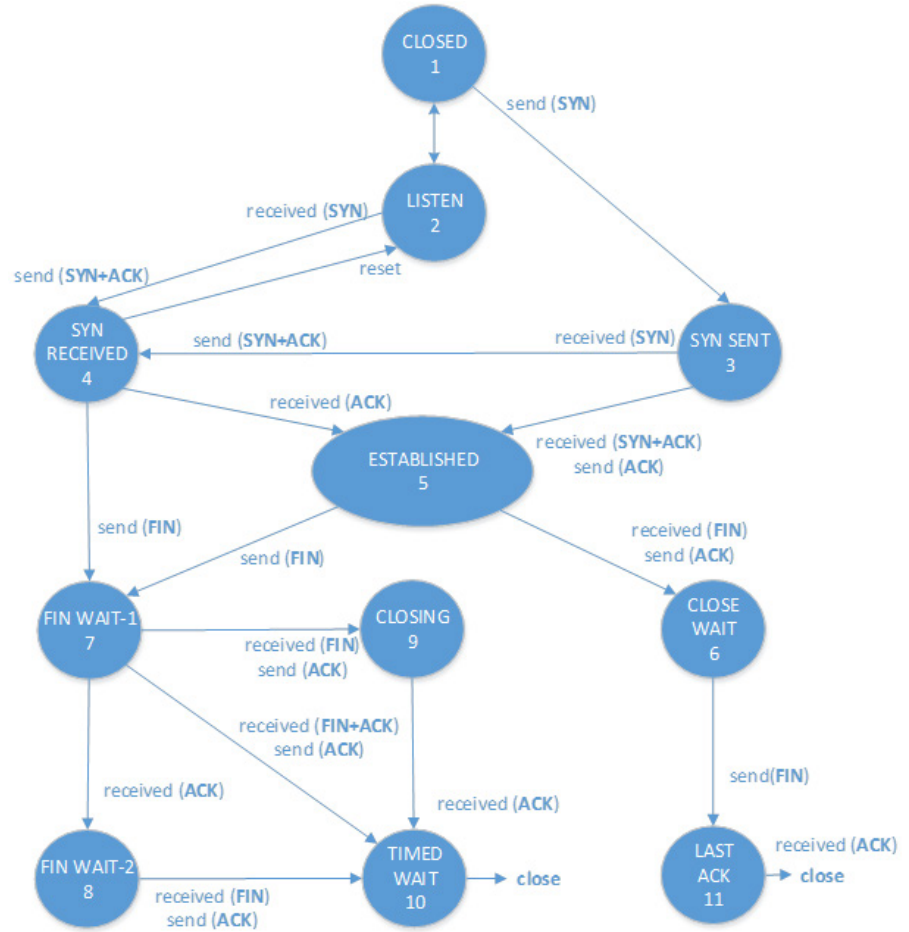 CLOSED
1
send (SYN)
LISTEN
2
received (SYN)
reset
send (SYN+ACK)
SYN
RECEIVED
4
send (SYN+ACK)
received (SYN)
SYN SENT
3
received (ACK)
received (SYN+ACK)
send (ACK)
ESTABLISHED
5
send (FIN)
send (FIN)
received (FIN)
send (ACK)
FIN WAIT-1
7
CLOSING
9
received (FIN)
send (ACK)
CLOSE
WAIT
6
received (FIN+ACK)
send (ACK)
received (ACK)
received (ACK)
send(FIN)
FIN WAIT-2
8
received (FIN)
send (ACK)
TIMED
WAIT
10
close
LAST
ACK
11
received (ACK)
close